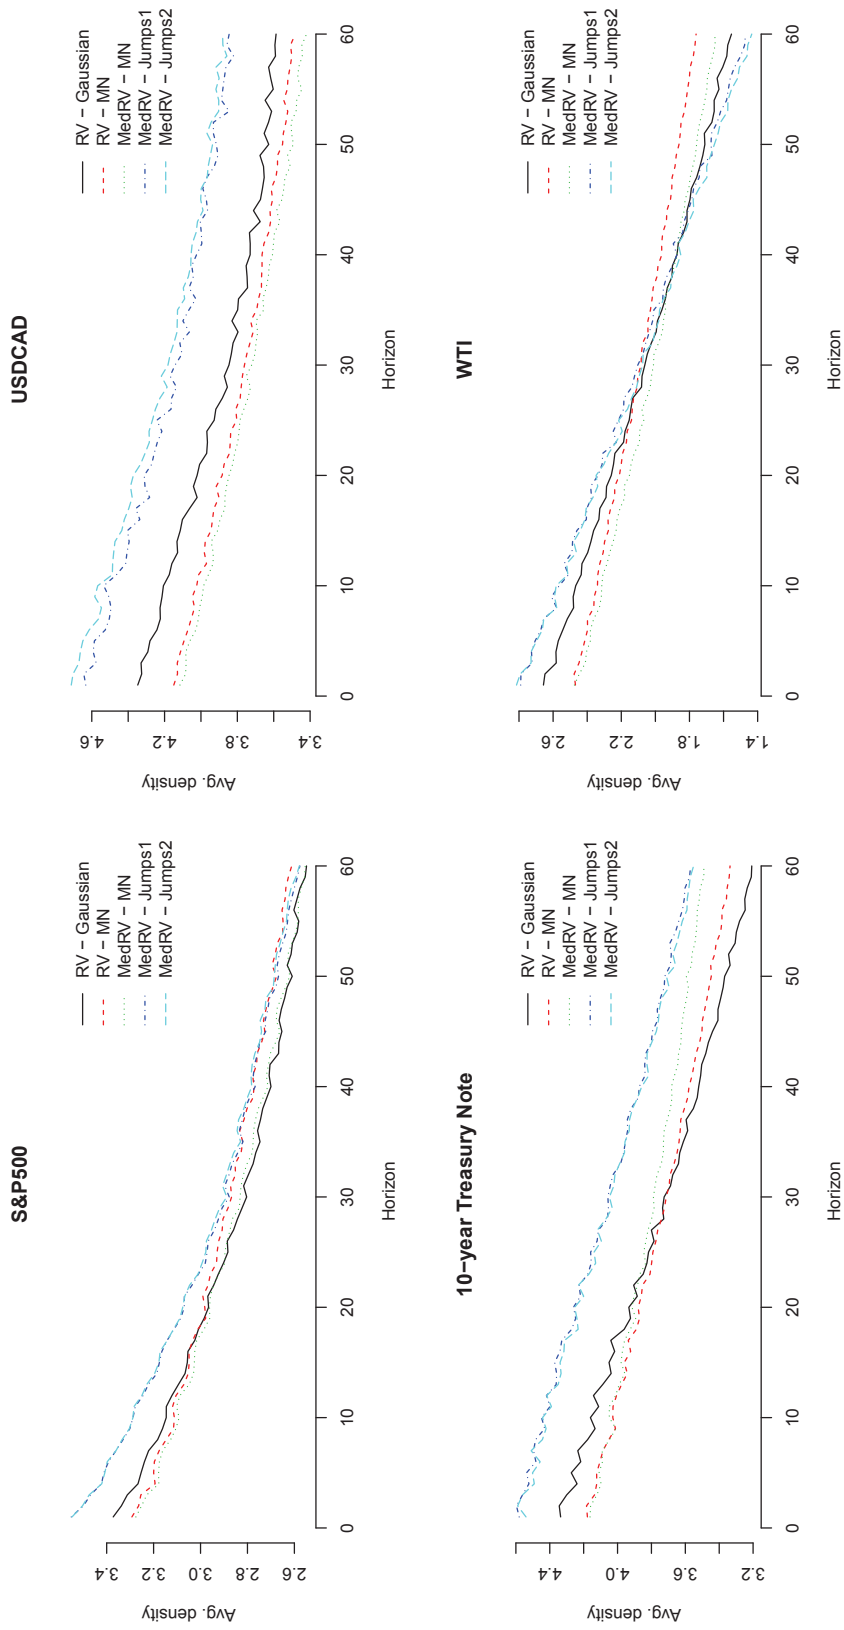 S&P500
Avg. density
3.4
3.2
3.0
2.8
2.6
0
10
20
30
40
50
60
Horizon
RV − Gaussian
RV − MN
MedRV − MN
MedRV − Jumps1
MedRV − Jumps2
USDCAD
Avg. density
4.6
4.2
3.8
3.4
0
10
20
30
40
50
60
Horizon
RV − Gaussian
RV − MN
MedRV − MN
MedRV − Jumps1
MedRV − Jumps2
10−year Treasury Note
Avg. density
4.4
4.0
3.6
3.2
0
10
20
30
40
50
60
Horizon
RV − Gaussian
RV − MN
MedRV − MN
MedRV − Jumps1
MedRV − Jumps2
WTI
Avg. density
2.6
2.2
1.8
1.4
0
10
20
30
40
50
60
Horizon
RV − Gaussian
RV − MN
MedRV − MN
MedRV − Jumps1
MedRV − Jumps2